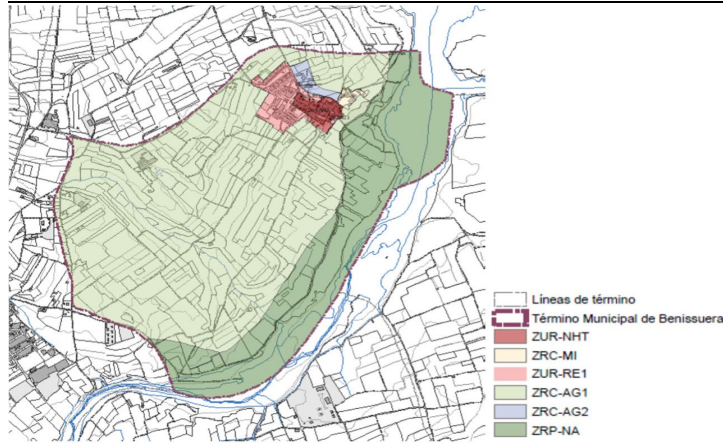 Líneas de término
Término Municipal de Benissuera
ZUR-NHT
ZRC-MI
ZUR-RE1
ZRC-AG1
ZRC-AG2
ZRP-NA